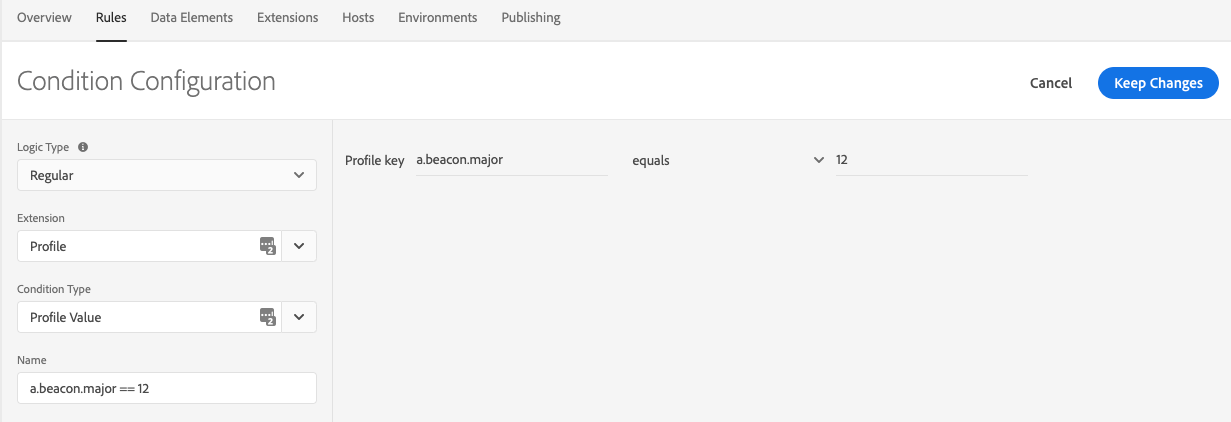 Overview Rules Data Elements Extensions Hosts Environments Publishing
Condition Configuration
Cancel Keep Changes
Logic Type
Regular
Extension
Profile
Condition Type
Profile Value
Name
a.beacon.major == 12
Profile key a.beacon.major equals 12